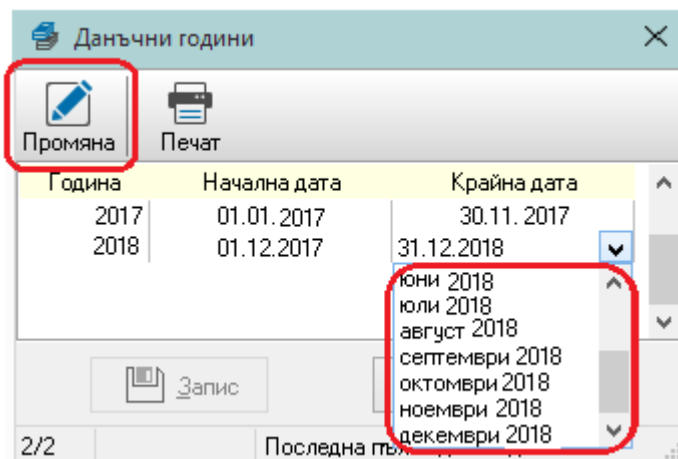 Данъчни години
Промяна Печат
Година Начална дата Крайна дата
2017 01.01.2017 30.11.2017
2018 01.12.2017 31.12.2018
юни 2018
юли 2018
август 2018
септември 2018
октомври 2018
ноември 2018
декември 2018
Запис
2/2 Последна